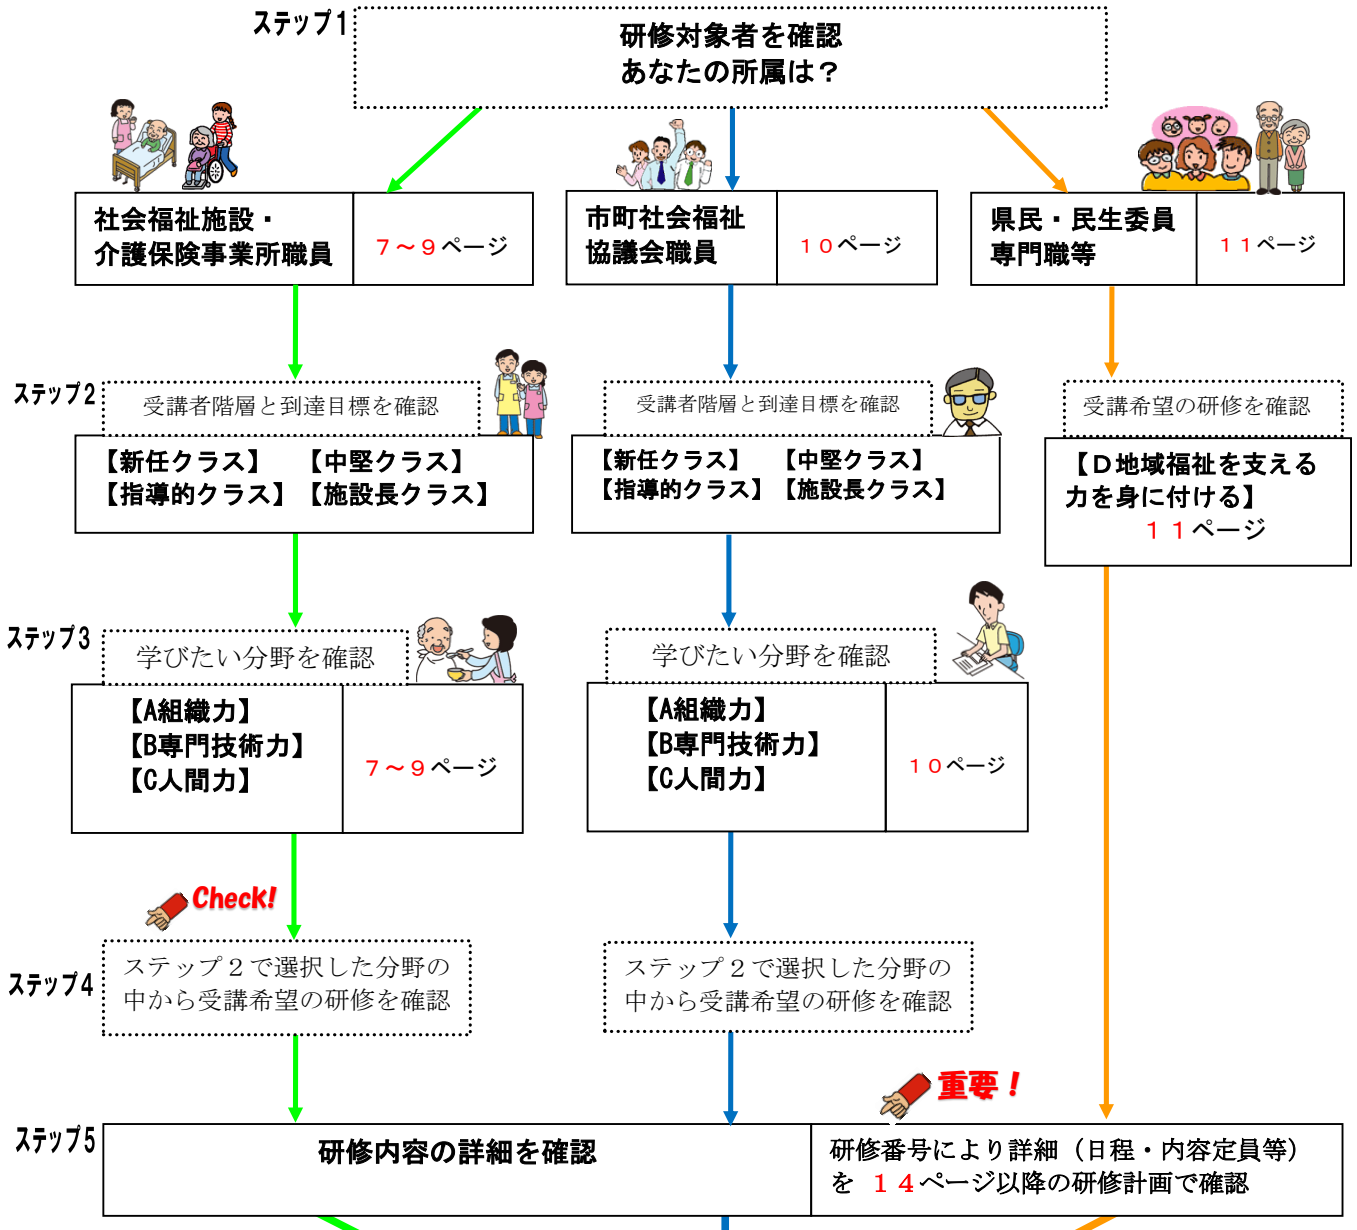 ステップ1
研修対象者を確認
あなたの所属は？
社会福祉施設・
介護保険事業所職員
７～９ページ
市町社会福祉
協議会職員
１０ページ
県民・民生委員
専門職等
１１ページ
ステップ2
受講者階層と到達目標を確認
【新任クラス】 【中堅クラス】
【指導的クラス】【施設長クラス】
受講者階層と到達目標を確認
【新任クラス】 【中堅クラス】
【指導的クラス】【施設長クラス】
受講希望の研修を確認
【Ｄ地域福祉を支える
力を身に付ける】
１１ページ
ステップ3
学びたい分野を確認
【A組織力】
【B専門技術力】
【C人間力】
７～９ページ
学びたい分野を確認
【A組織力】
【B専門技術力】
【C人間力】
１０ページ
Check!
ステップ4
ステップ２で選択した分野の
中から受講希望の研修を確認
ステップ２で選択した分野の
中から受講希望の研修を確認
重要！
ステップ5
研修内容の詳細を確認
研修番号により詳細（日程・内容定員等）
を １４ページ以降の研修計画で確認